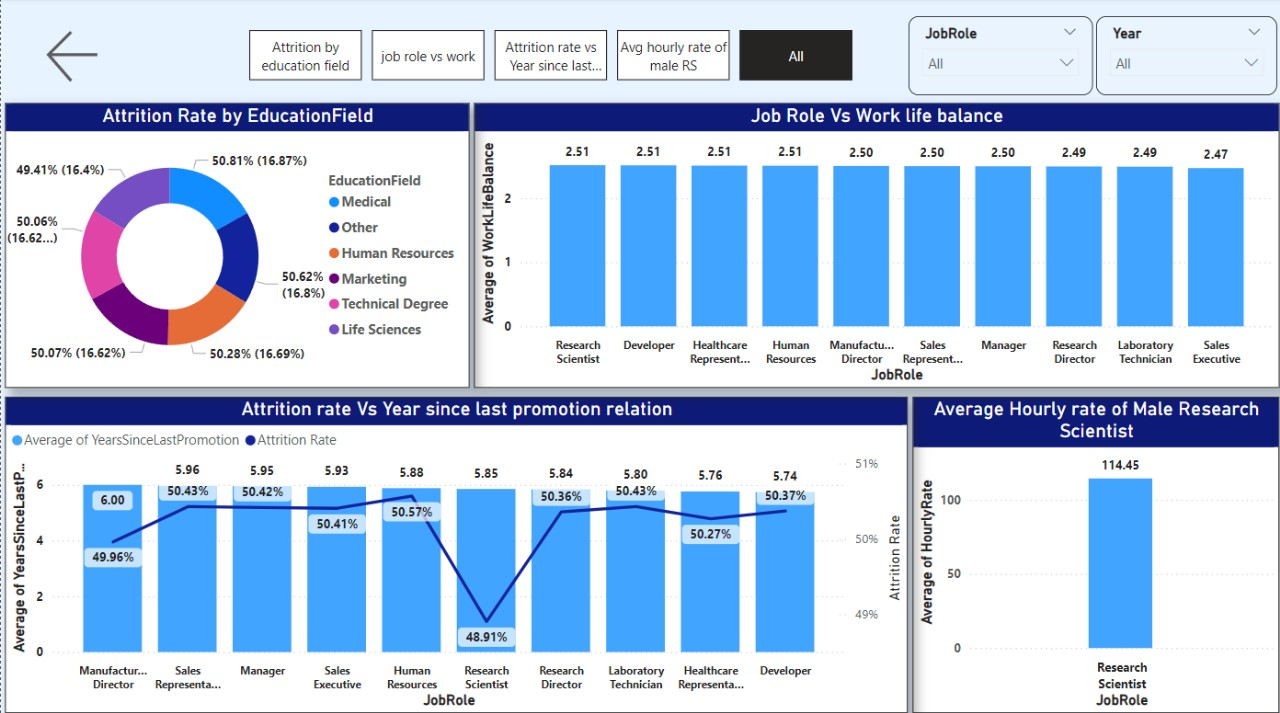 Attrition by
education field
job role vs work
Attrition rate vs
Year since last...
Avg hourly rate of
male RS
All
JobRole
All
Year
All
Attrition Rate by EducationField
50.81% (16.87%)
49.41% (16.4%)
50.06%
(16.62...)
50.62%
(16.8%)
50.07% (16.62%)
50.28% (16.69%)
EducationField
Medical
Other
Human Resources
Marketing
Technical Degree
Life Sciences
Job Role Vs Work life balance
Average of WorkLifeBalance
2
1
0
2.51
2.51
2.51
2.51
2.50
2.50
2.50
2.49
2.49
2.47
Research
Scientist
Developer
Healthcare
Represent...
Human
Resources
Manufactu...
Director
Sales
Represent...
Manager
Research
Director
Laboratory
Technician
Sales
Executive
JobRole
Attrition rate Vs Year since last promotion relation
Average of YearsSinceLastPromotion
Attrition Rate
Average of YearsSinceLastP...
6
4
2
0
6.00
5.96
5.95
5.93
5.88
5.85
5.84
5.80
5.76
5.74
49.96%
50.43%
50.42%
50.41%
50.57%
48.91%
50.36%
50.43%
50.27%
50.37%
51%
50%
49%
Attrition Rate
Manufactur...
Director
Sales
Representa...
Manager
Sales
Executive
Human
Resources
Research
Scientist
Research
Director
Laboratory
Technician
Healthcare
Representa...
Developer
JobRole
Average Hourly rate of Male Research
Scientist
Average of HourlyRate
100
50
0
114.45
Research
Scientist
JobRole